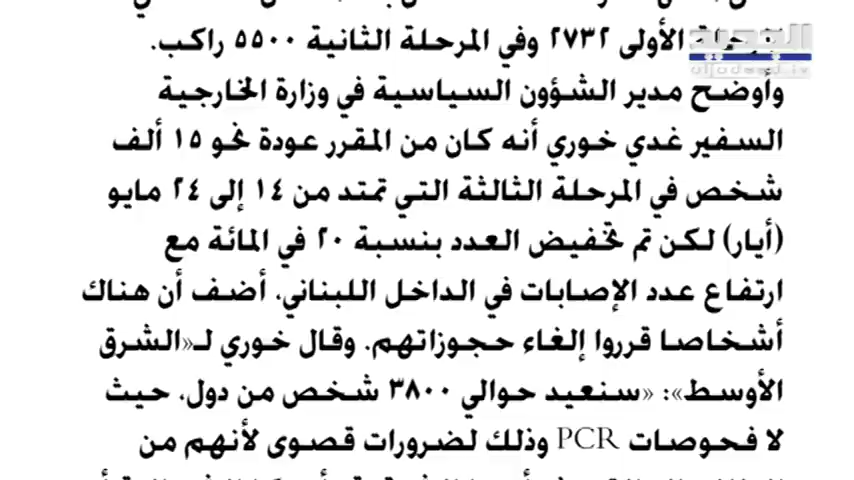 الأولى ٢٧٣٢ وفي المرحلة الثانية ٥٥٠٠ راكب.
الجديد
aljadeed.tv
وأوضح مدير الشؤون السياسية في وزارة الخارجية
السفير غدي خوري أنه كان من المقرر عودة نحو ١٥ ألف
شخص في المرحلة الثالثة التي تمتد من ١٤ إلى ٢٤ مايو
(أيار) لكن تم تخفيض العدد بنسبة ٢٠ في المائة مع
ارتفاع عدد الإصابات في الداخل اللبناني، أضف أن هناك
أشخاصا قرروا إلغاء حجوزاتهم. وقال خوري لـ«الشرق
الأوسط»: «سنعيد حوالي ٣٨٠٠ شخص من دول، حيث
لا فحوصات PCR وذلك لضرورات قصوى لأنهم من